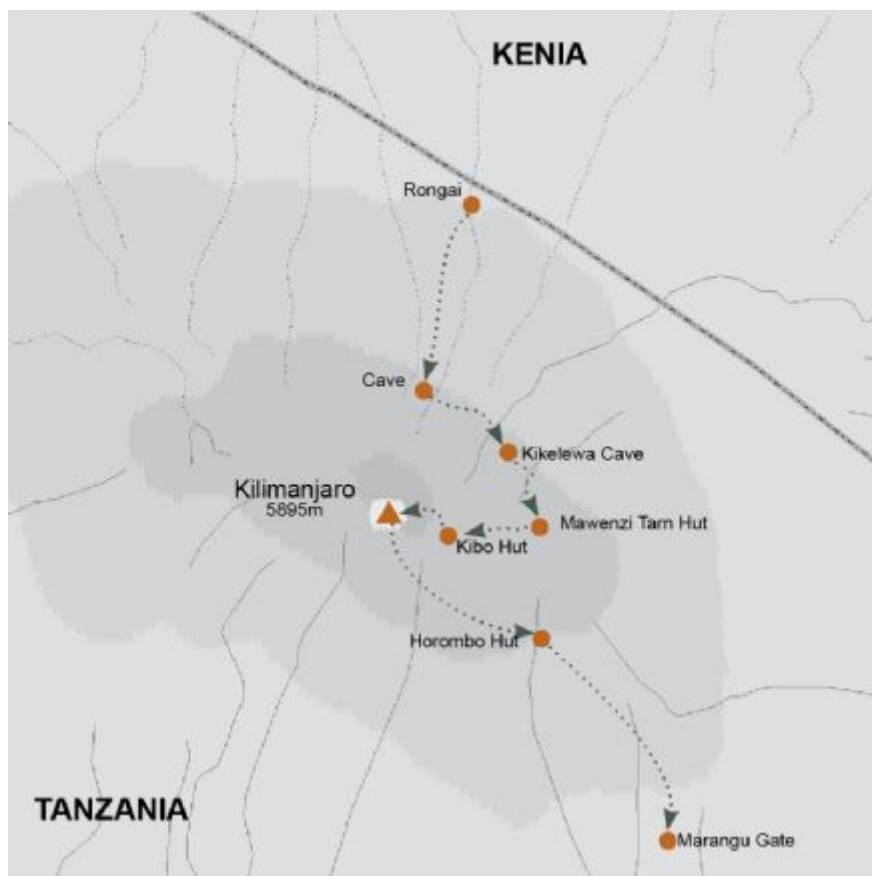 KENIA
Rongai
Cave
Kikelewa Cave
Kilimanjaro
5895m
Mawenzi Tarn Hut
Kibo Hut
Horombo Hut
TANZANIA
Marangu Gate